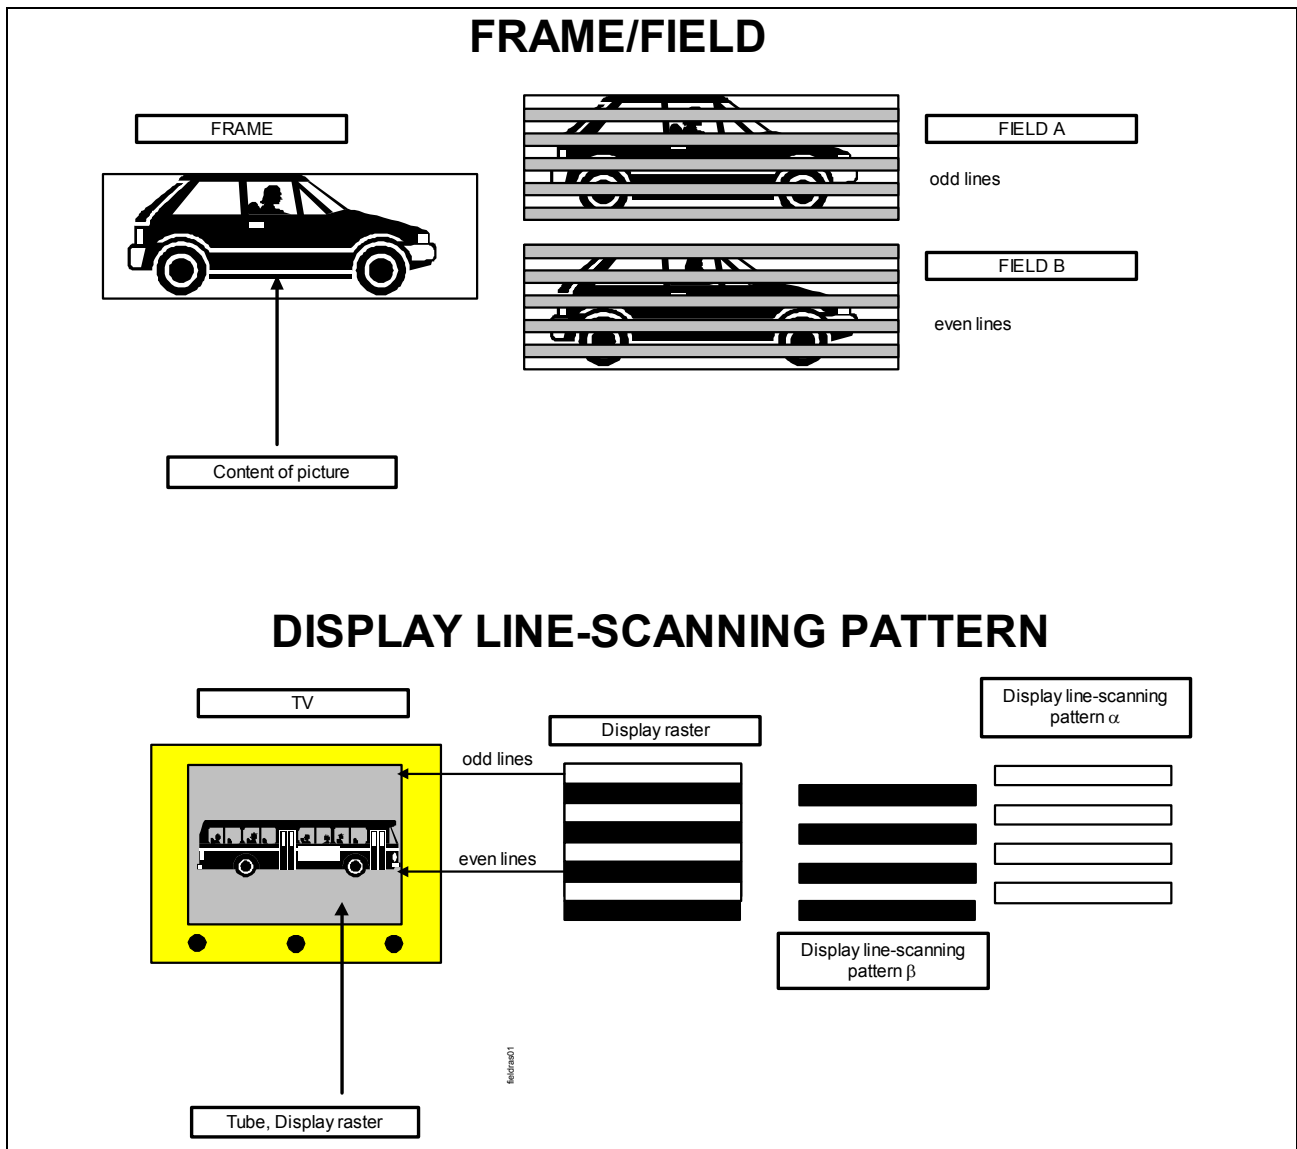 FRAME/FIELD
FRAME
FIELD A
odd lines
FIELD B
even lines
Content of picture
DISPLAY LINE-SCANNING PATTERN
TV
Display raster
Display line-scanning
pattern α
odd lines
even lines
Display line-scanning
pattern β
fieldras01
Tube, Display raster